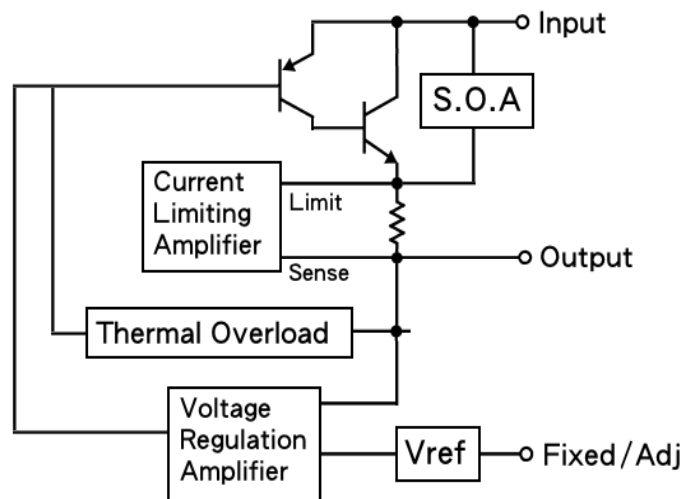 Input
S.O.A
Current
Limiting
Amplifier
Limit
Sense
Output
Thermal Overload
Voltage
Regulation
Amplifier
Vref
Fixed/Adj